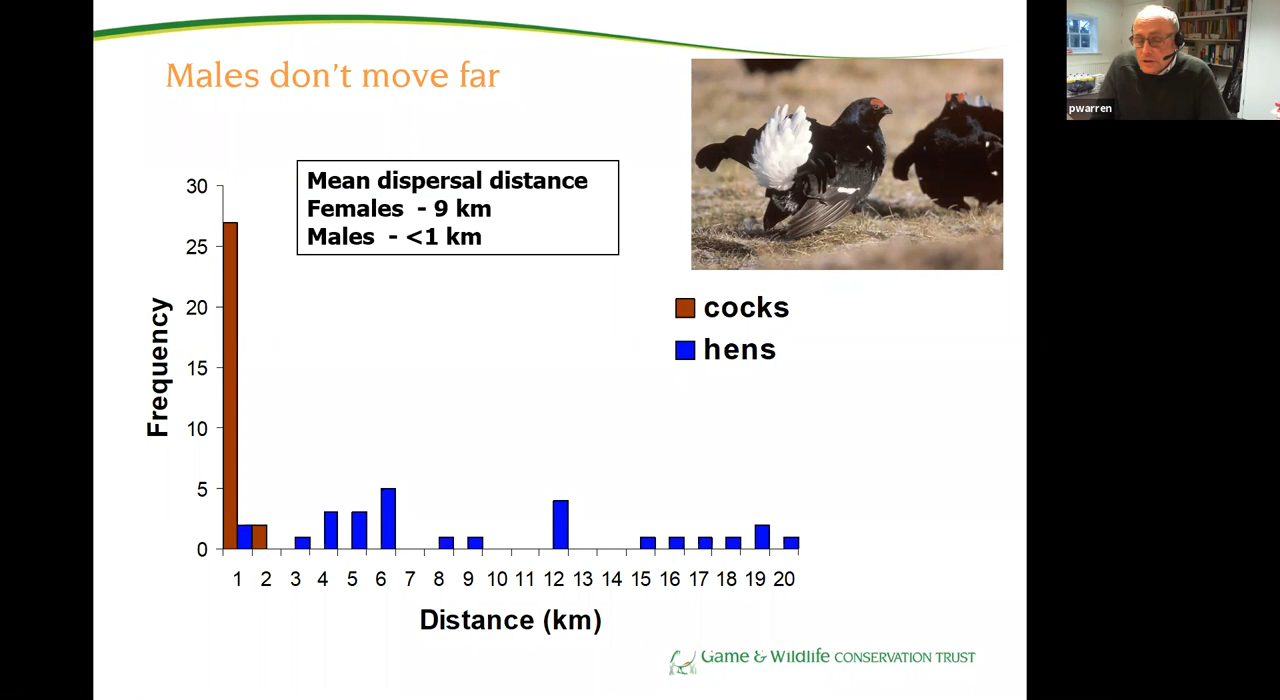 Males don't move far
Mean dispersal distance
Females - 9 km
Males - <1 km
30
25
20
15
10
5
0
Frequency
cocks
hens
1 2 3 4 5 6 7 8 9 10 11 12 13 14 15 16 17 18 19 20
Distance (km)
Game & Wildlife CONSERVATION TRUST
pwarren